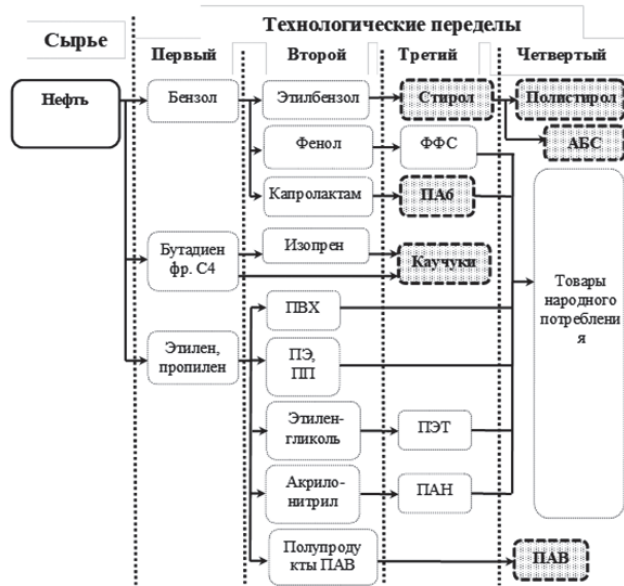 Технологические переделы
Сырье
Первый
Второй
Третий
Четвертый
Нефть
Бензол
Этилбензол
Стирол
Полистирол
АБС
Фенол
ФФС
Капролактам
ПАб
Бутадиен
фр. С4
Изопрен
Каучуки
Товары
народного
потреблени
я
ПВХ
Этилен,
пропилен
ПЭ,
ПП
Этилен-
гликоль
ПЭТ
Акрило-
нитрил
ПАН
Полупроду
кты ПАВ
ПАВ